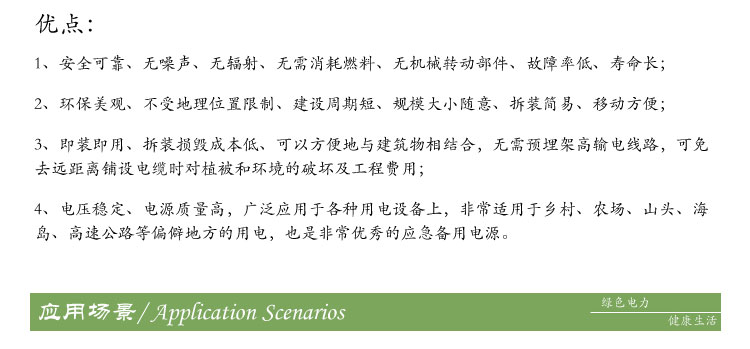 优点：
1、安全可靠、无噪声、无辐射、无需消耗燃料、无机械转动部件、故障率低、寿命长；
2、环保美观、不受地理位置限制、建设周期短、规模大小随意、拆装简易、移动方便；
3、即装即用、拆装损毁成本低、可以方便地与建筑物相结合，无需预埋架高输电线路，可免
去远距离铺设电缆时对植被和环境的破坏及工程费用；
4、电压稳定、电源质量高，广泛应用于各种用电设备上，非常适用于乡村、农场、山头、海
岛、高速公路等偏僻地方的用电，也是非常优秀的应急备用电源。
应用场景/Application Scenarios
绿色电力
健康生活